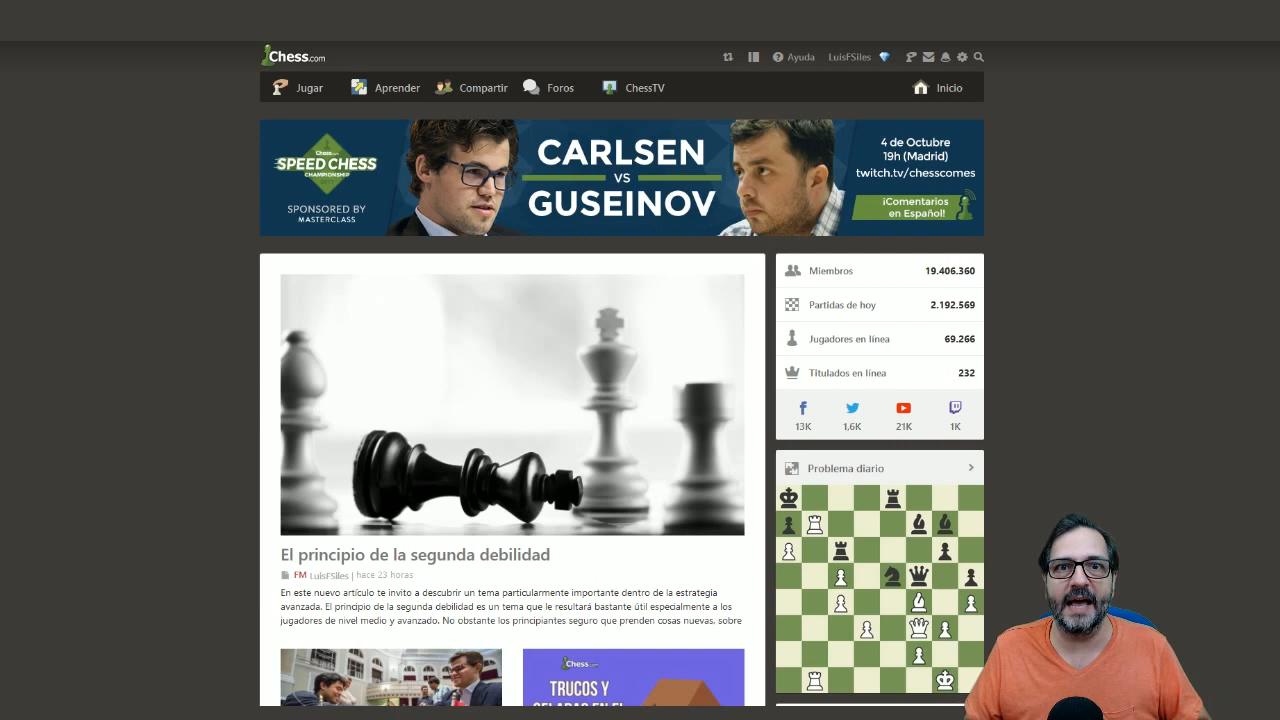 Chess.com
Ayuda LuisFSiles
Jugar Aprender Compartir Foros ChessTV Inicio
Chess.com
SPEED CHESS
CHAMPIONSHIP
SPONSORED BY
MASTERCLASS
CARLSEN
VS
GUSEINOV
4 de Octubre
19h (Madrid)
twitch.tv/chesscomes
¡Comentarios
en Español!
Miembros 19.406.360
Partidas de hoy 2.192.569
Jugadores en línea 69.266
Titulados en línea 232
13K 1,6K 21K 1K
Problema diario
El principio de la segunda debilidad
FM LuisFSiles | hace 23 horas
En este nuevo artículo te invito a descubrir un tema particularmente importante dentro de la estrategia
avanzada. El principio de la segunda debilidad es un tema que le resultará bastante útil especialmente a los
jugadores de nivel medio y avanzado. No obstante los principiantes seguro que prenden cosas nuevas, sobre
Chess.com
TRUCOS Y
CELADAS EN EL